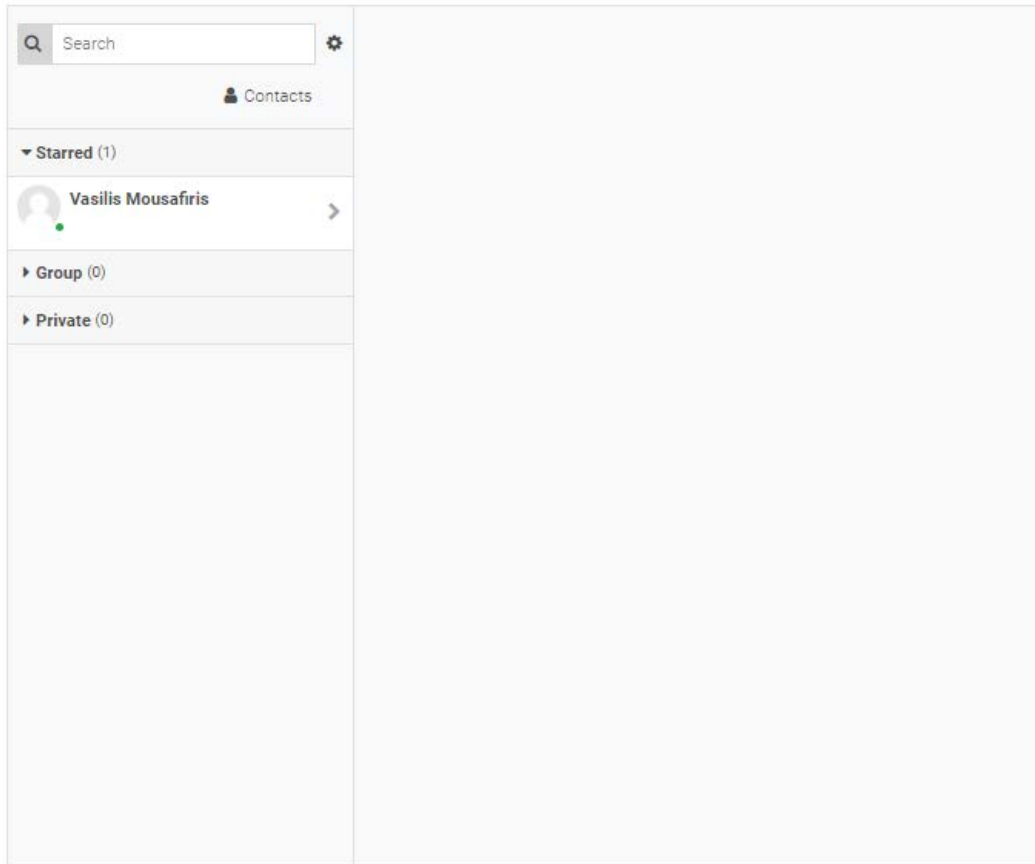 Search
Contacts
Starred (1)
Vasilis Mousafiris
Group (0)
Private (0)